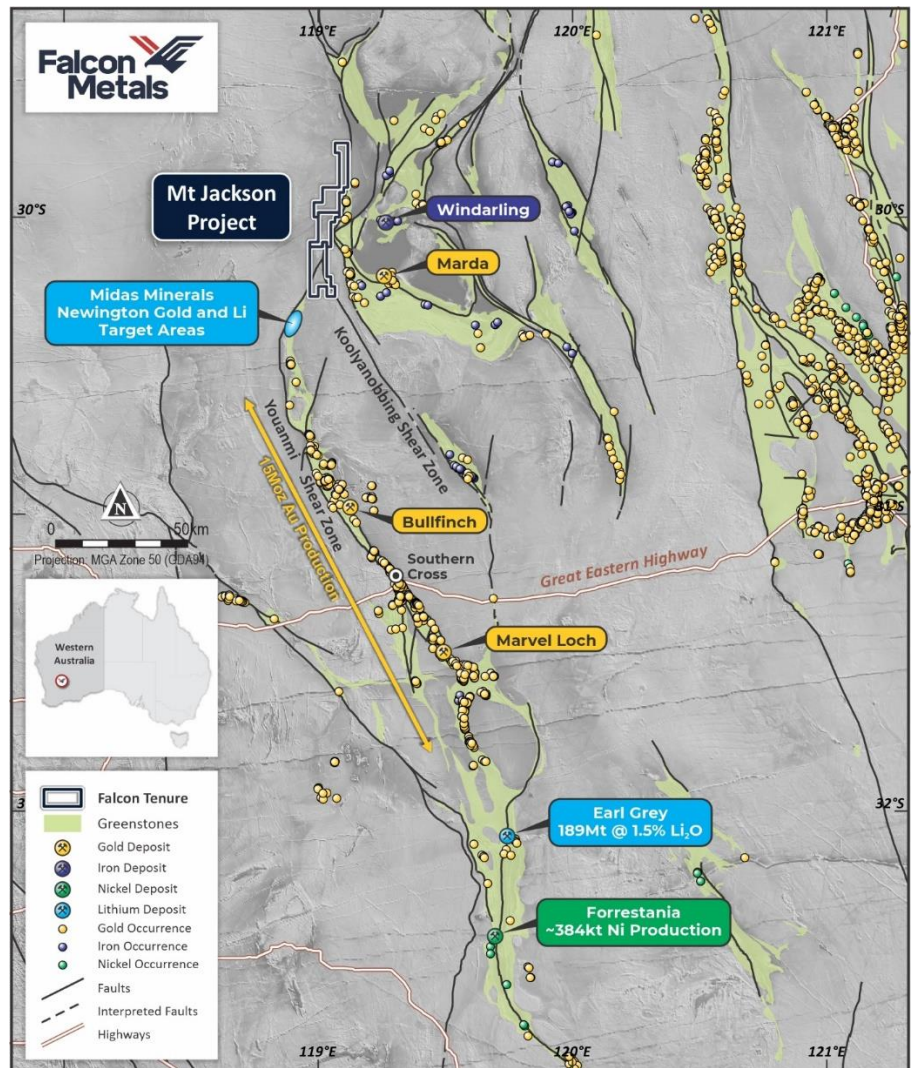 Falcon
Metals
119°E
120°E
121°E
30°S
30°S
Mt Jackson
Project
Windarling
Marda
Midas Minerals
Newington Gold and Li
Target Areas
Koolyanobbing Shear Zone
Youanmi Shear Zone
15Moz Au Production
N
0 50km
Projection: MGA Zone 50 (GDA94)
Bullfinch
31°S
Southern
Cross
Great Eastern Highway
Marvel Loch
Western
Australia
Earl Grey
189Mt @ 1.5% Li₂O
32°S
Forrestania
~384kt Ni Production
Falcon Tenure
Greenstones
Gold Deposit
Iron Deposit
Nickel Deposit
Lithium Deposit
Gold Occurrence
Iron Occurrence
Nickel Occurrence
Faults
Interpreted Faults
Highways
119°E
120°E
121°E